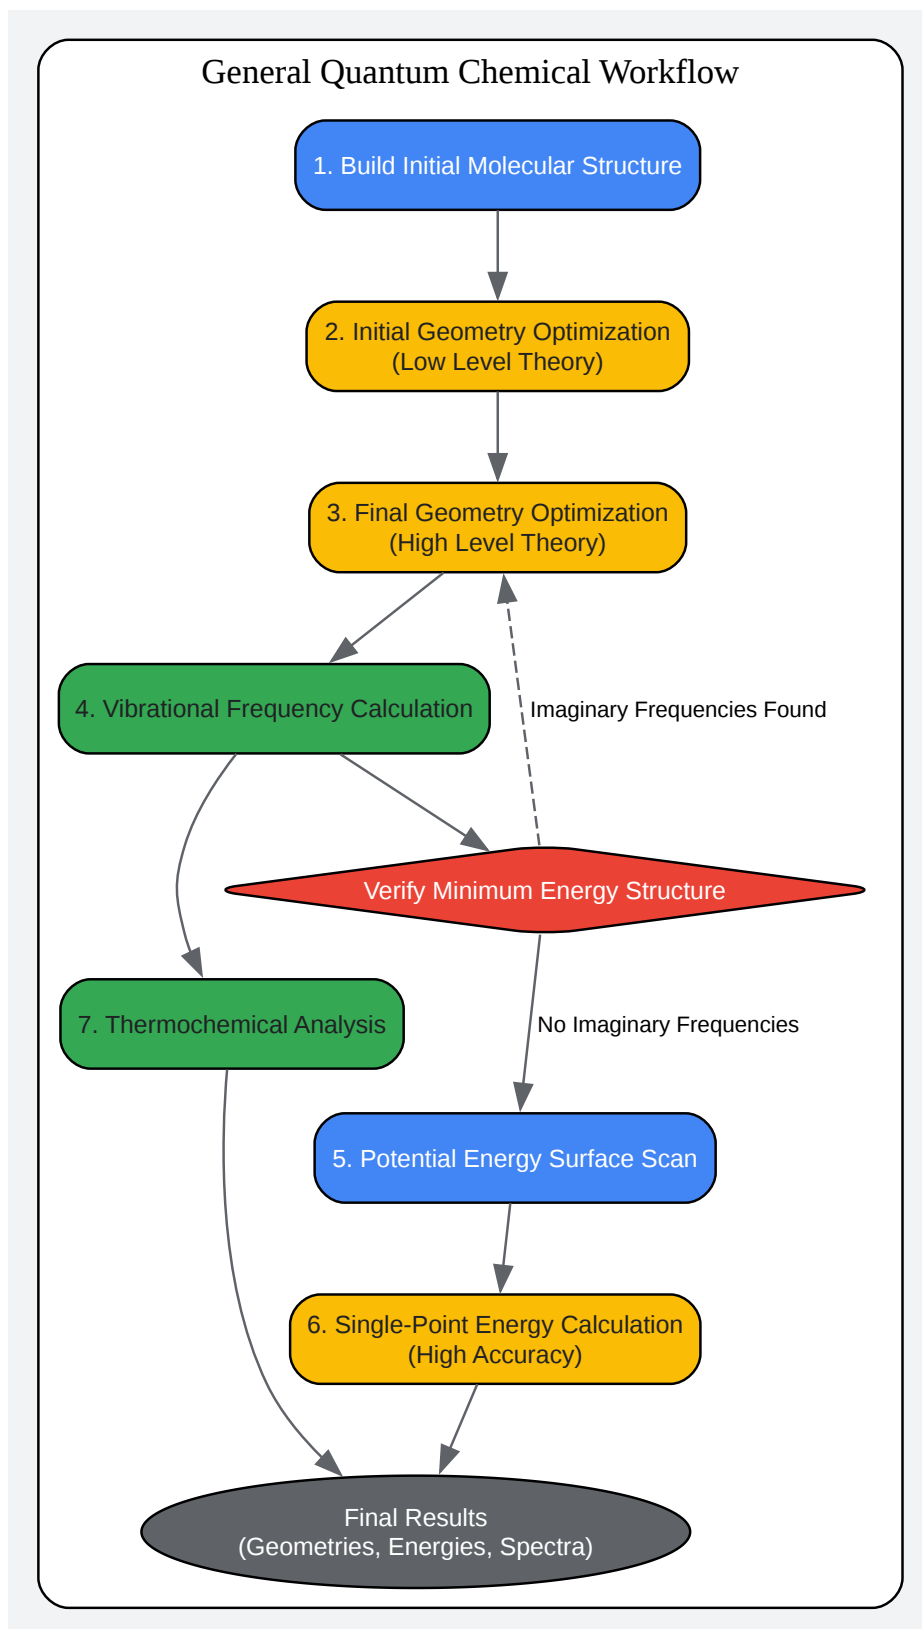 General Quantum Chemical Workflow
1. Build Initial Molecular Structure
2. Initial Geometry Optimization
(Low Level Theory)
3. Final Geometry Optimization
(High Level Theory)
4. Vibrational Frequency Calculation
Imaginary Frequencies Found
Verify Minimum Energy Structure
7. Thermochemical Analysis
No Imaginary Frequencies
5. Potential Energy Surface Scan
6. Single-Point Energy Calculation
(High Accuracy)
Final Results
(Geometries, Energies, Spectra)